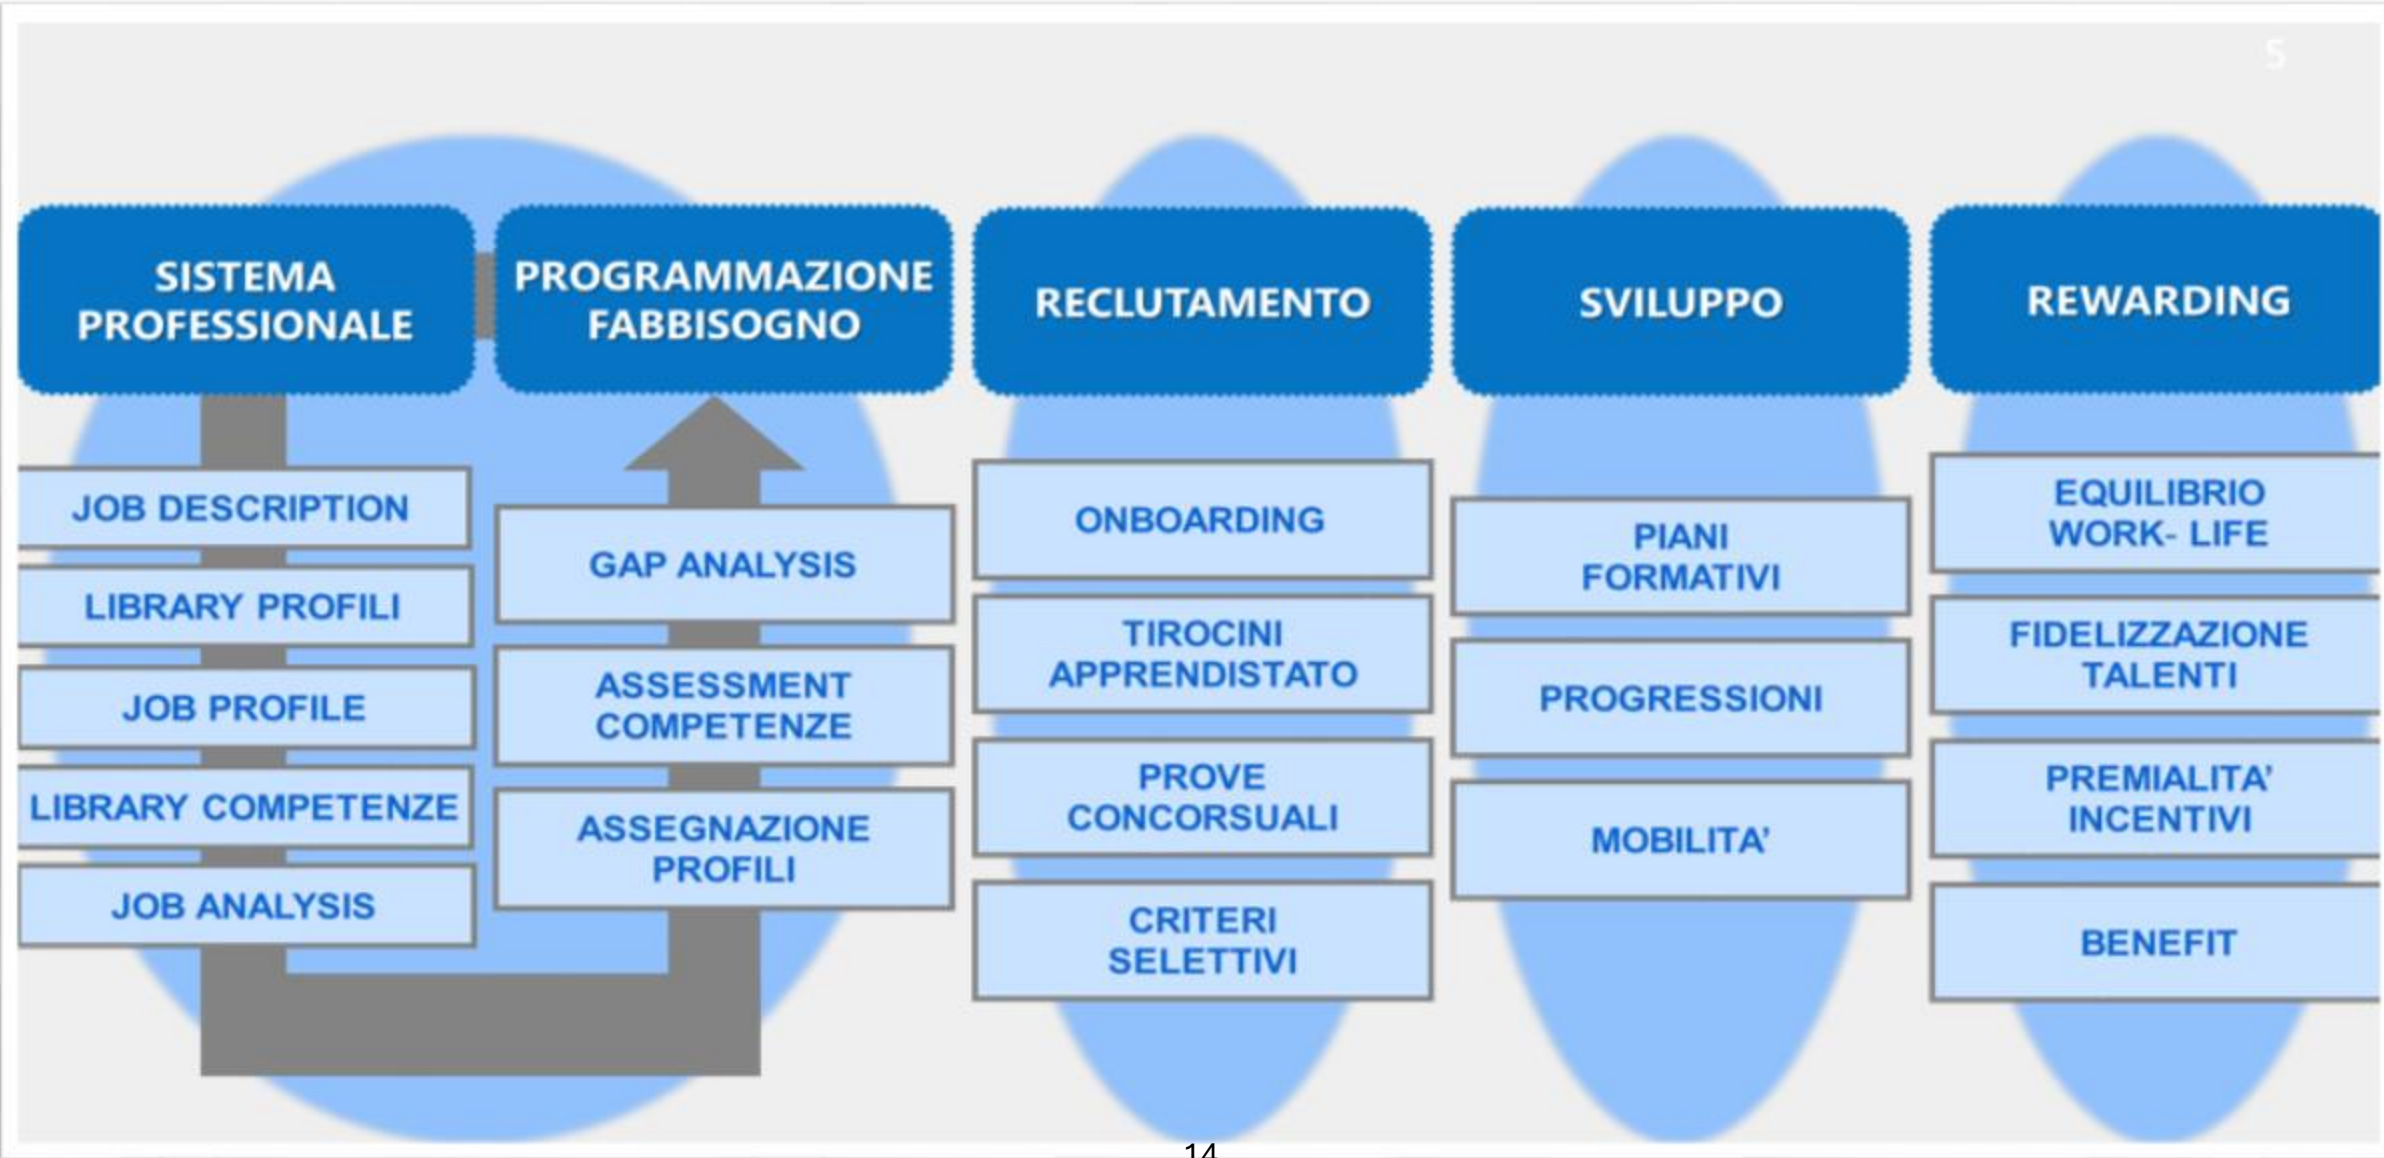 5
SISTEMA
PROFESSIONALE
JOB DESCRIPTION
LIBRARY PROFILI
JOB PROFILE
LIBRARY COMPETENZE
JOB ANALYSIS
PROGRAMMAZIONE
FABBISOGNO
GAP ANALYSIS
ASSESSMENT
COMPETENZE
ASSEGNAZIONE
PROFILI
RECLUTAMENTO
ONBOARDING
TIROCINI
APPRENDISTATO
PROVE
CONCORSUALI
CRITERI
SELETTIVI
SVILUPPO
PIANI
FORMATIVI
PROGRESSIONI
MOBILITA’
REWARDING
EQUILIBRIO
WORK- LIFE
FIDELIZZAZIONE
TALENTI
PREMIALITA’
INCENTIVI
BENEFIT
14